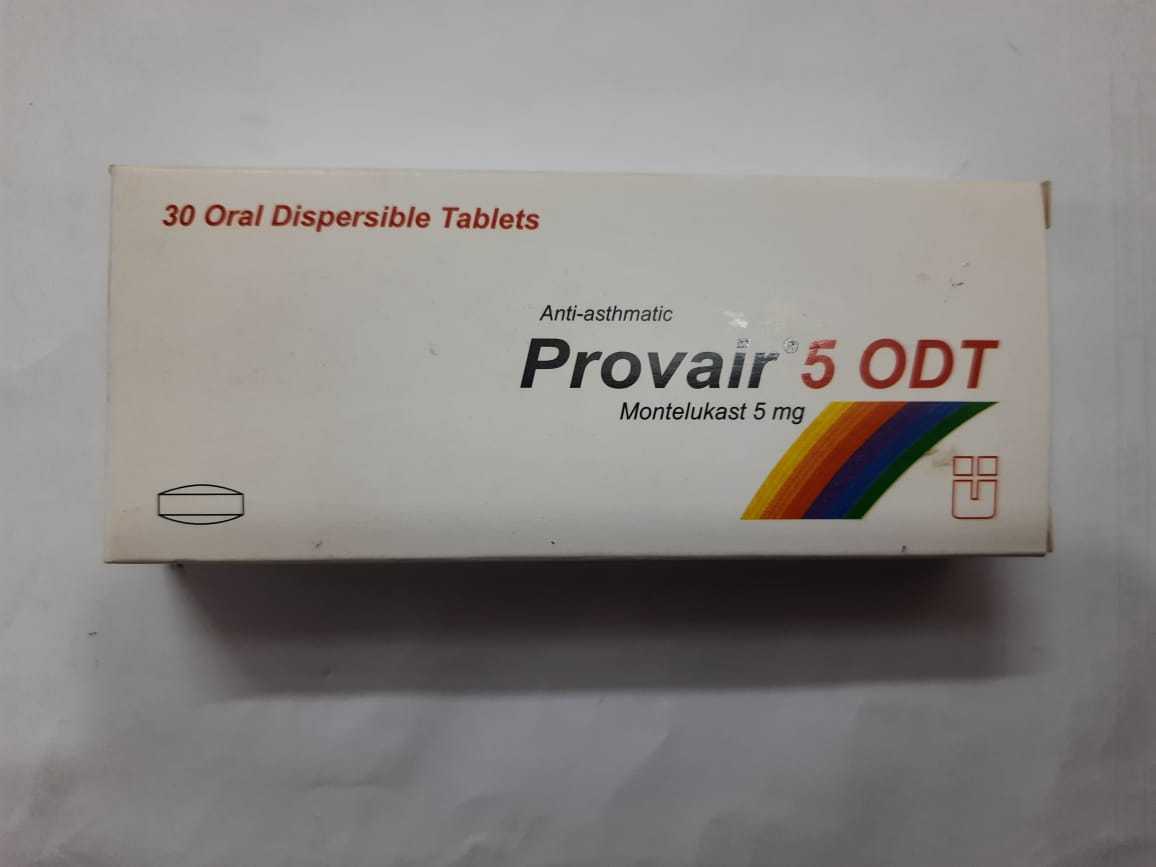 30 Oral Dispersible Tablets
Anti-asthmatic
Provair® 5 ODT
Montelukast 5 mg